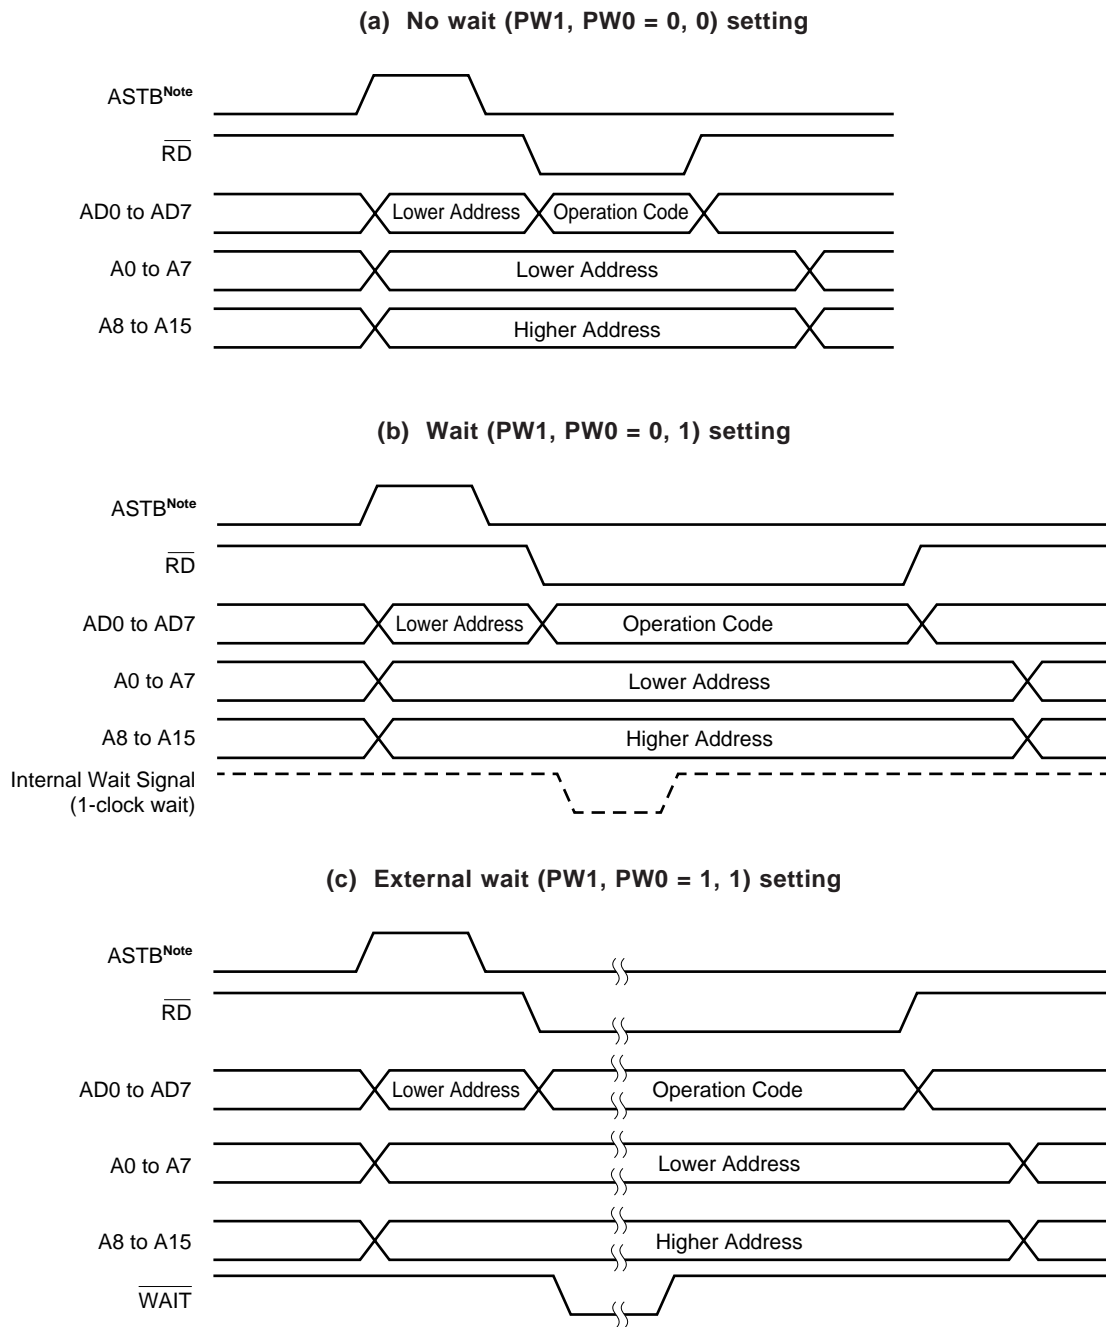 (a) No wait (PW1, PW0 = 0, 0) setting
ASTBNote
RD
AD0 to AD7
Lower Address
Operation Code
A0 to A7
Lower Address
A8 to A15
Higher Address
(b) Wait (PW1, PW0 = 0, 1) setting
ASTBNote
RD
AD0 to AD7
Lower Address
Operation Code
A0 to A7
Lower Address
A8 to A15
Higher Address
Internal Wait Signal
(1-clock wait)
(c) External wait (PW1, PW0 = 1, 1) setting
ASTBNote
RD
AD0 to AD7
Lower Address
Operation Code
A0 to A7
Lower Address
A8 to A15
Higher Address
WAIT